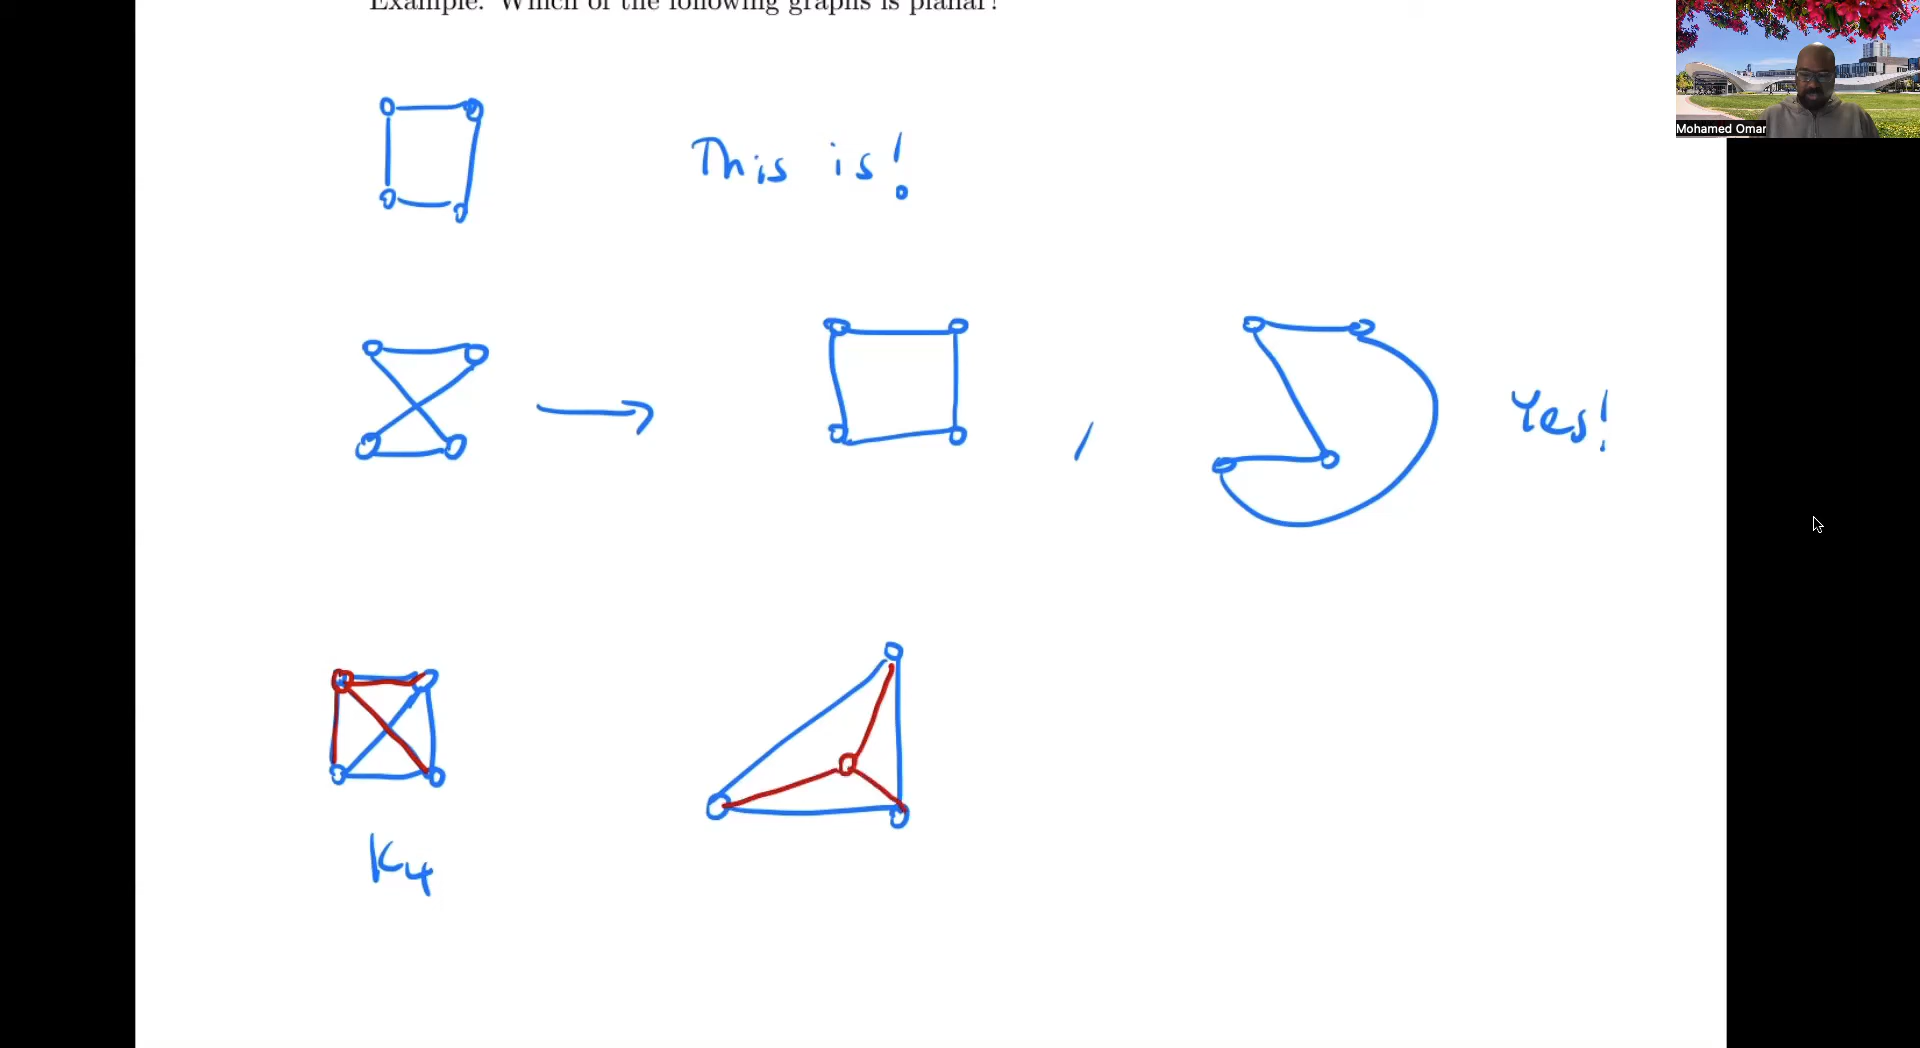 Example. Which of the following graphs is planar?
Mohamed Omar
This is!
, Yes!
K4